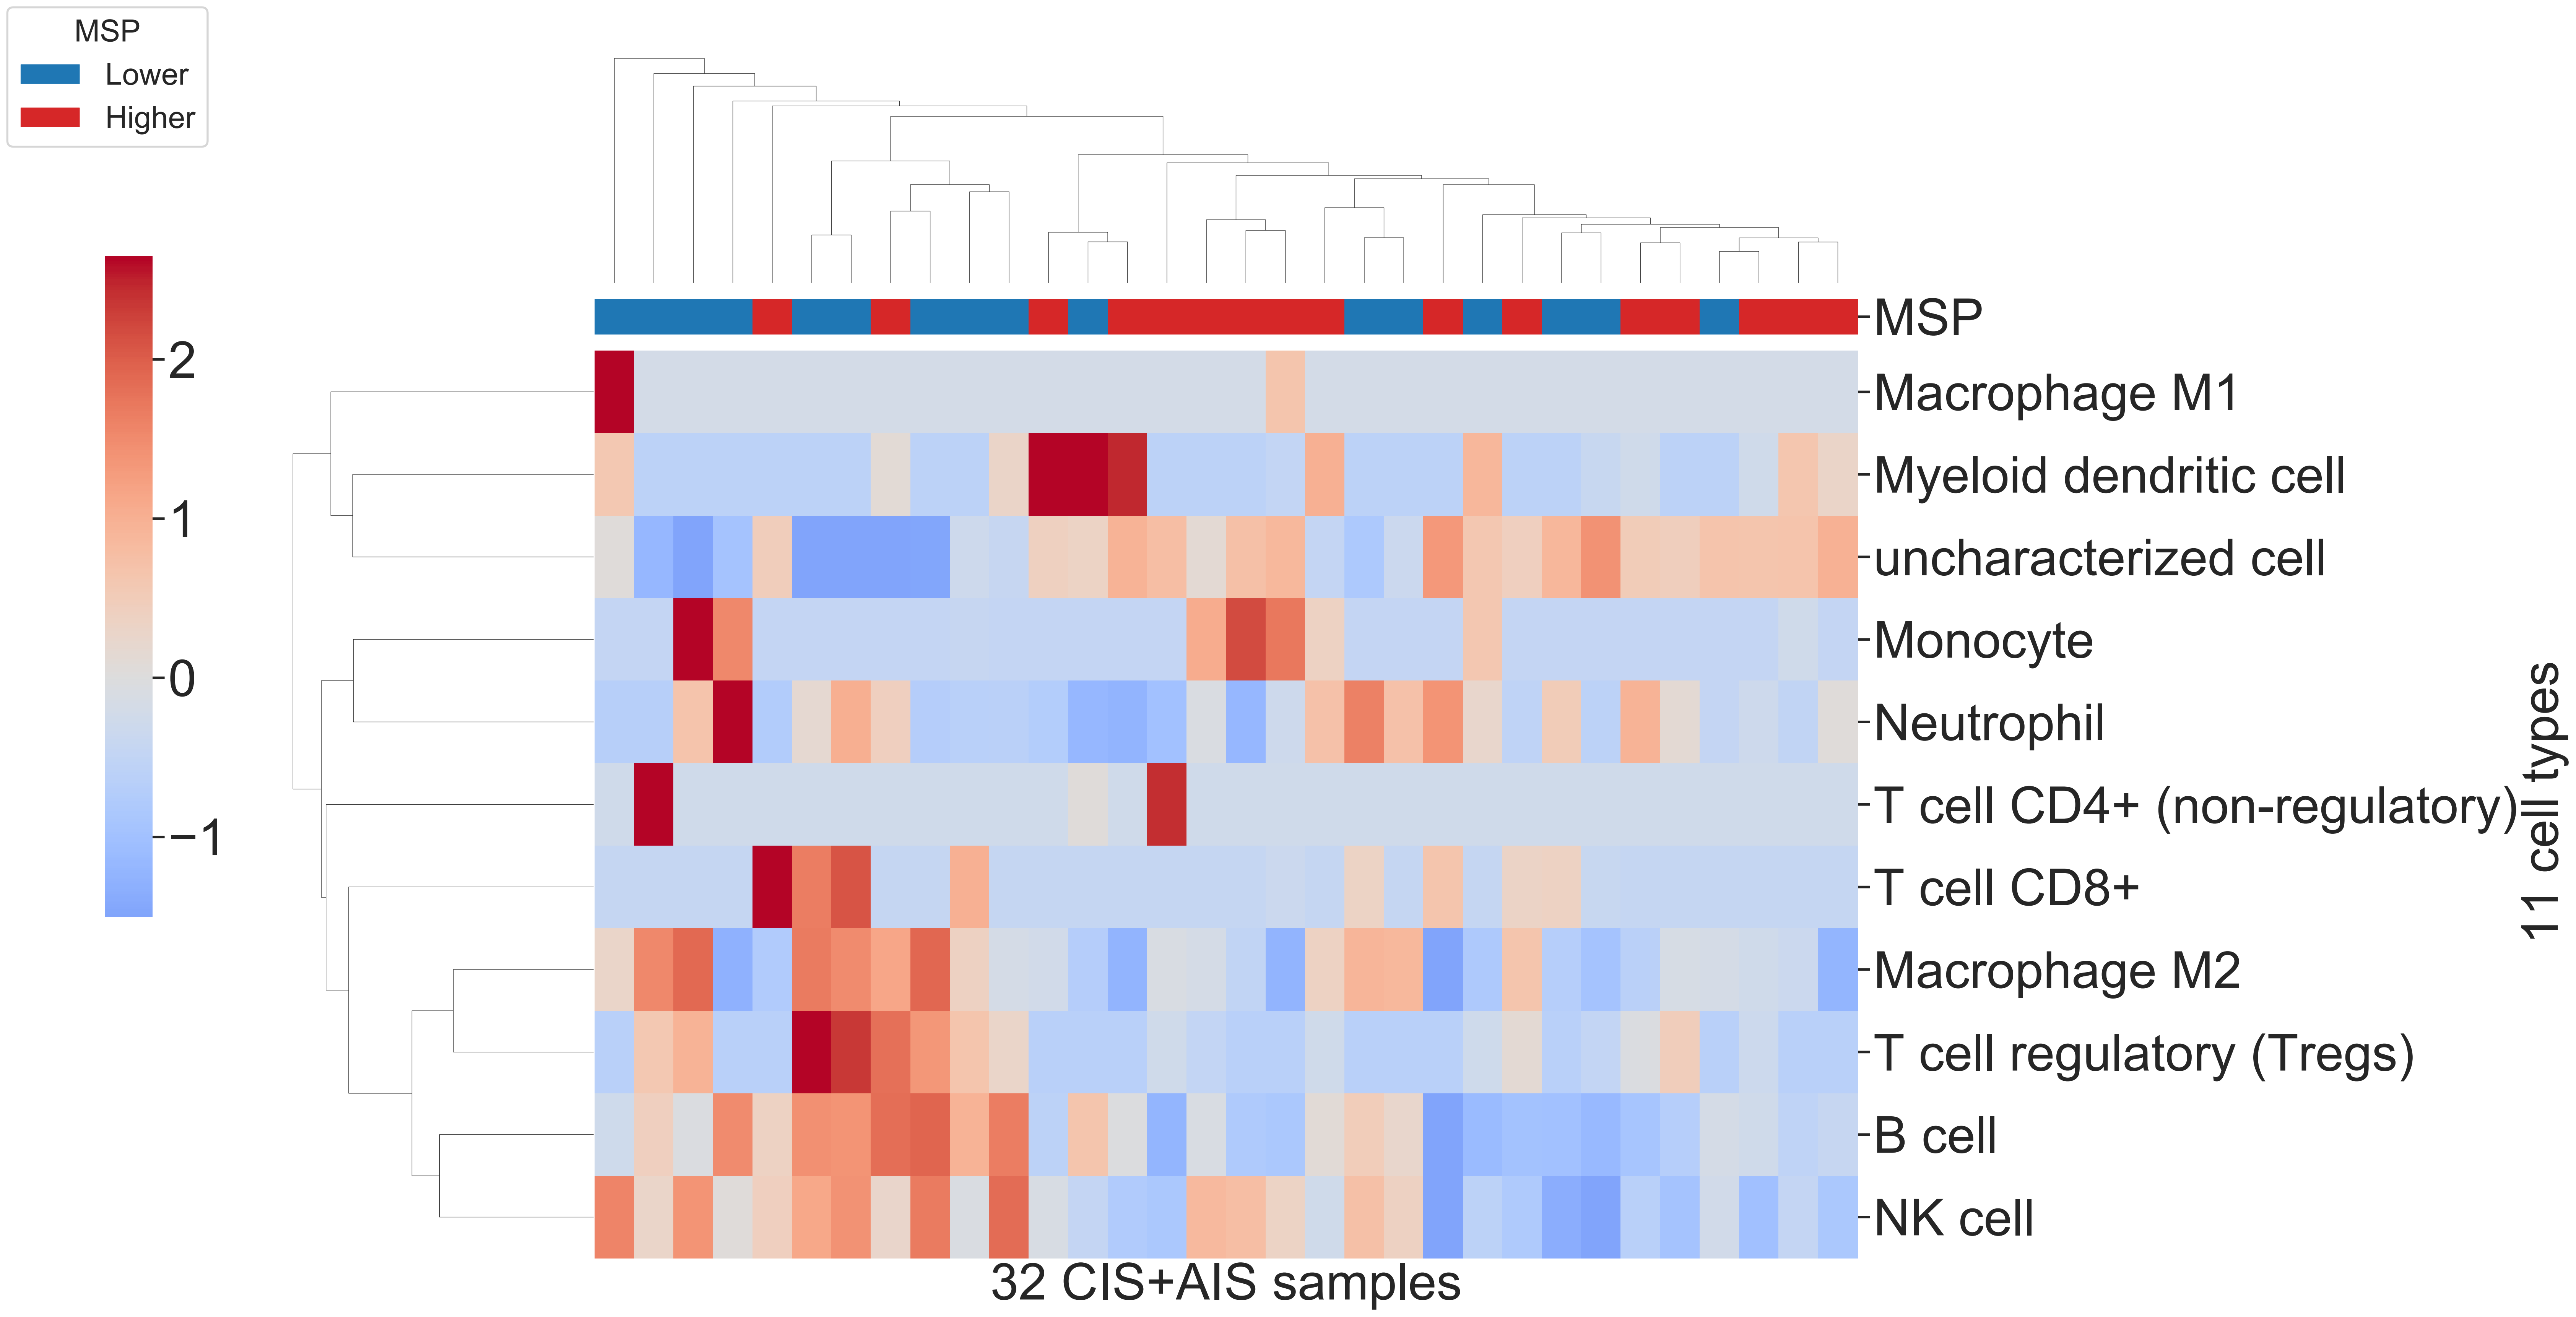 MSP
Lower
Higher
2
1
0
−1
MSP
Macrophage M1
Myeloid dendritic cell
uncharacterized cell
Monocyte
Neutrophil
T cell CD4+ (non-regulatory)
T cell CD8+
Macrophage M2
T cell regulatory (Tregs)
B cell
NK cell
11 cell types
32 CIS+AIS samples